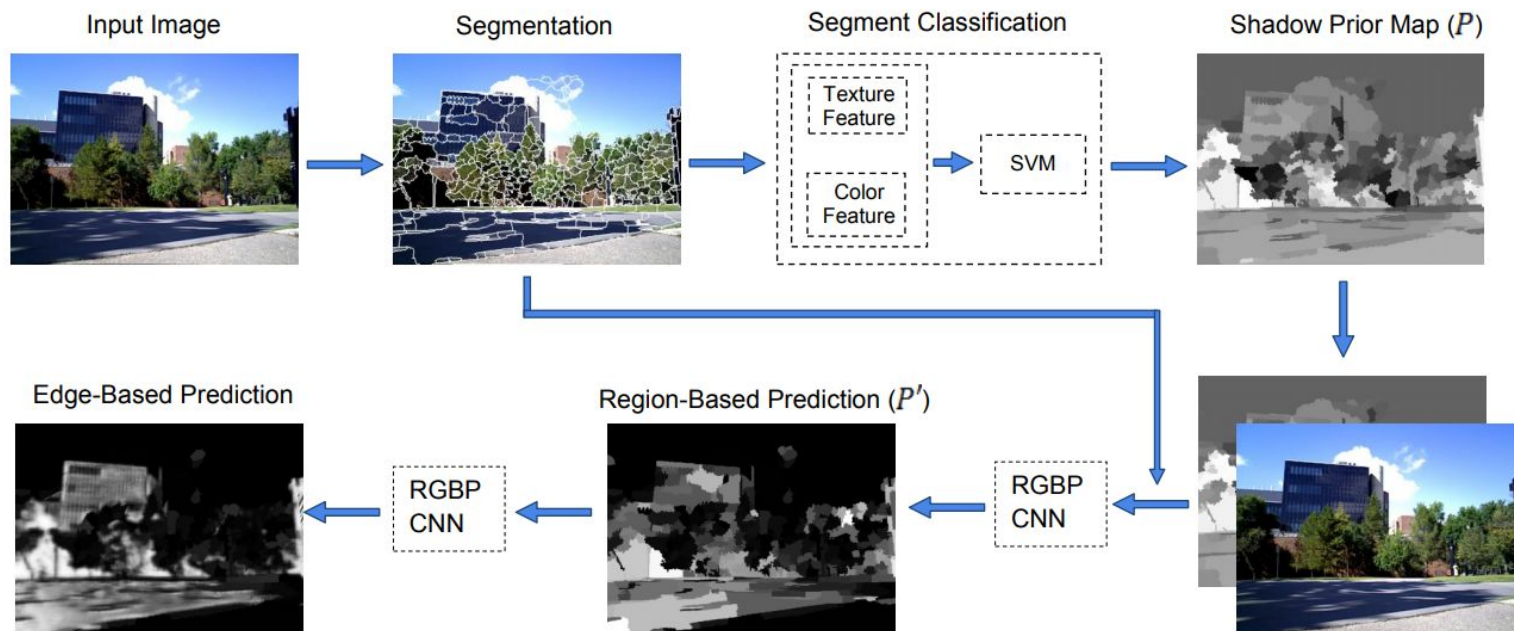 Input Image
Segmentation
Segment Classification
Shadow Prior Map (P)
Texture
Feature
Color
Feature
SVM
Edge-Based Prediction
Region-Based Prediction (P′)
RGBP
CNN
RGBP
CNN